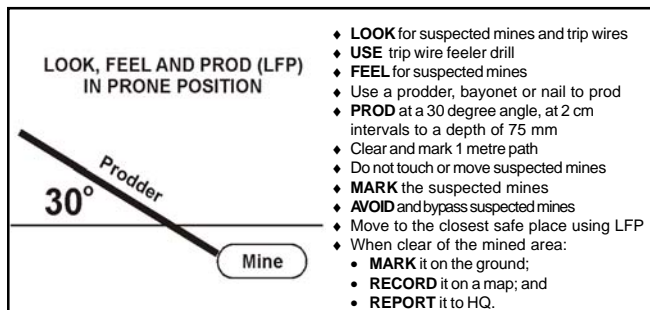 LOOK, FEEL AND PROD (LFP)
IN PRONE POSITION
Prodder
30°
Mine
♦ LOOK for suspected mines and trip wires
♦ USE trip wire feeler drill
♦ FEEL for suspected mines
♦ Use a prodder, bayonet or nail to prod
♦ PROD at a 30 degree angle, at 2 cm
intervals to a depth of 75 mm
♦ Clear and mark 1 metre path
♦ Do not touch or move suspected mines
♦ MARK the suspected mines
♦ AVOID and bypass suspected mines
♦ Move to the closest safe place using LFP
♦ When clear of the mined area:
• MARK it on the ground;
• RECORD it on a map; and
• REPORT it to HQ.